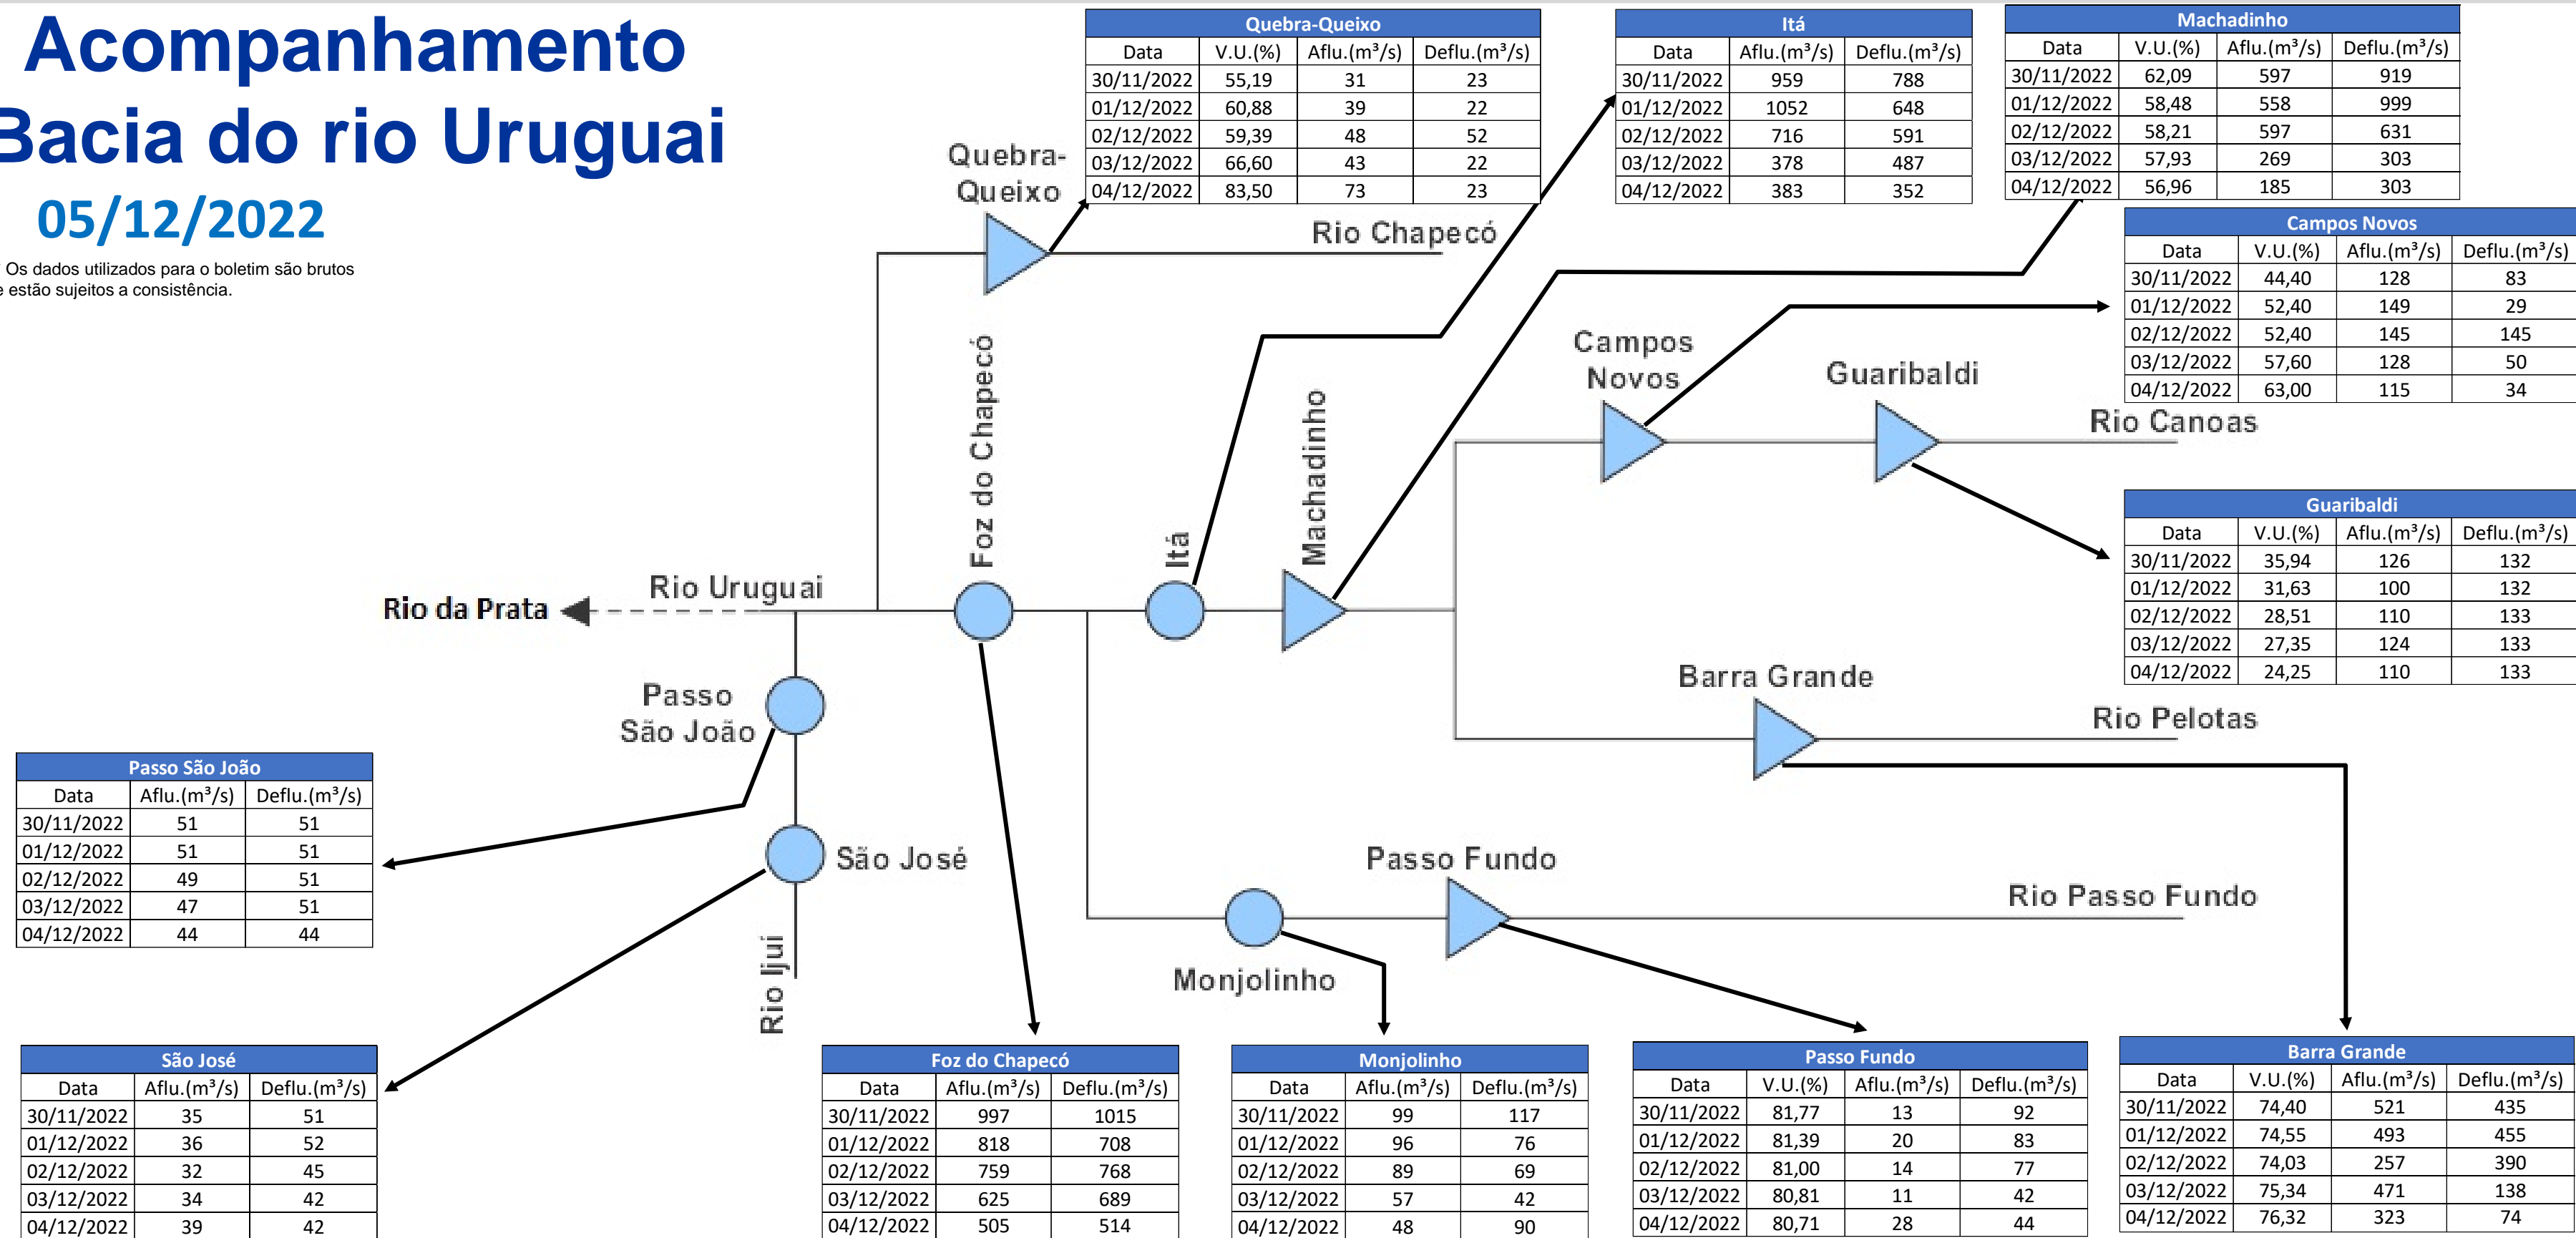 Acompanhamento
Bacia do rio Uruguai
05/12/2022
Os dados utilizados para o boletim são brutos
e estão sujeitos a consistência.
Quebra-Queixo
Data V.U.(%) Aflu.(m³/s) Deflu.(m³/s)
30/11/2022 55,19 31 23
01/12/2022 60,88 39 22
02/12/2022 59,39 48 52
03/12/2022 66,60 43 22
04/12/2022 83,50 73 23
Itá
Data Aflu.(m³/s) Deflu.(m³/s)
30/11/2022 959 788
01/12/2022 1052 648
02/12/2022 716 591
03/12/2022 378 487
04/12/2022 383 352
Machadinho
Data V.U.(%) Aflu.(m³/s) Deflu.(m³/s)
30/11/2022 62,09 597 919
01/12/2022 58,48 558 999
02/12/2022 58,21 597 631
03/12/2022 57,93 269 303
04/12/2022 56,96 185 303
Campos Novos
Data V.U.(%) Aflu.(m³/s) Deflu.(m³/s)
30/11/2022 44,40 128 83
01/12/2022 52,40 149 29
02/12/2022 52,40 145 145
03/12/2022 57,60 128 50
04/12/2022 63,00 115 34
Guaribaldi
Data V.U.(%) Aflu.(m³/s) Deflu.(m³/s)
30/11/2022 35,94 126 132
01/12/2022 31,63 100 132
02/12/2022 28,51 110 133
03/12/2022 27,35 124 133
04/12/2022 24,25 110 133
Quebra-
Queixo
Rio Chapecó
Foz do Chapecó
Itá
Machadinho
Campos
Novos
Guaribaldi
Rio Canoas
Rio da Prata
Rio Uruguai
Barra Grande
Rio Pelotas
Passo
São João
São José
Rio Ijuí
Passo Fundo
Rio Passo Fundo
Monjolinho
Passo São João
Data Aflu.(m³/s) Deflu.(m³/s)
30/11/2022 51 51
01/12/2022 51 51
02/12/2022 49 51
03/12/2022 47 51
04/12/2022 44 44
São José
Data Aflu.(m³/s) Deflu.(m³/s)
30/11/2022 35 51
01/12/2022 36 52
02/12/2022 32 45
03/12/2022 34 42
04/12/2022 39 42
Foz do Chapecó
Data Aflu.(m³/s) Deflu.(m³/s)
30/11/2022 997 1015
01/12/2022 818 708
02/12/2022 759 768
03/12/2022 625 689
04/12/2022 505 514
Monjolinho
Data Aflu.(m³/s) Deflu.(m³/s)
30/11/2022 99 117
01/12/2022 96 76
02/12/2022 89 69
03/12/2022 57 42
04/12/2022 48 90
Passo Fundo
Data V.U.(%) Aflu.(m³/s) Deflu.(m³/s)
30/11/2022 81,77 13 92
01/12/2022 81,39 20 83
02/12/2022 81,00 14 77
03/12/2022 80,81 11 42
04/12/2022 80,71 28 44
Barra Grande
Data V.U.(%) Aflu.(m³/s) Deflu.(m³/s)
30/11/2022 74,40 521 435
01/12/2022 74,55 493 455
02/12/2022 74,03 257 390
03/12/2022 75,34 471 138
04/12/2022 76,32 323 74